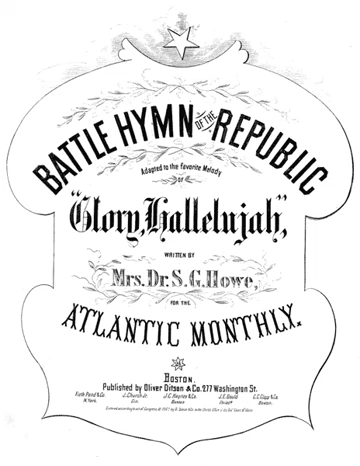 BATTLE HYMN OF THE REPUBLIC
Adapted to the favorite Melody
OF
"Glory, Hallelujah",
WRITTEN BY
Mrs. Dr. S. G. Howe,
FOR THE
ATLANTIC MONTHLY.
BOSTON.
Published by Oliver Ditson & Co. 277 Washington St.
Firth Pond & Co. J. Church Jr. J. C. Haynes & Co. J. E. Gould C. C. Clapp & Co.
N. York. Cin. Boston Philad^a Boston.